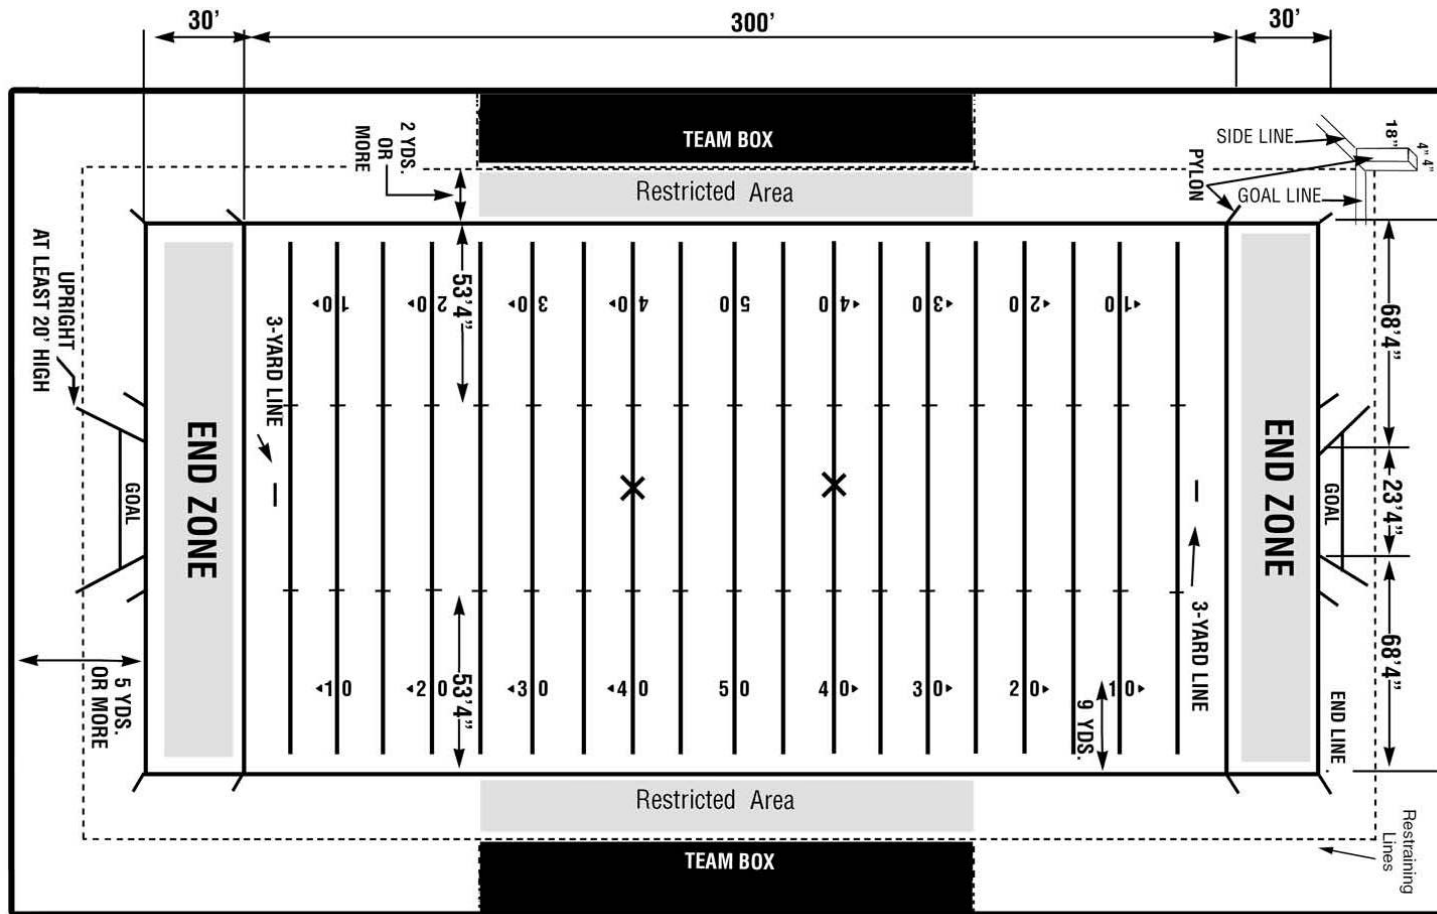 30’
300’
30’
TEAM BOX
2 YDS.
OR
MORE
Restricted Area
SIDE LINE
18”
4” 4”
PYLON
GOAL LINE
UPRIGHT
AT LEAST 20’ HIGH
53’4”
◂10
◂20
◂30
◂40
50
40▸
30▸
20▸
10▸
68’4”
3-YARD LINE
END ZONE
GOAL
END ZONE
GOAL
23’4”
3-YARD LINE
53’4”
◂10
◂20
◂30
◂40
50
40▸
30▸
20▸
10▸
9 YDS.
68’4”
5 YDS.
OR MORE
END LINE
Restricted Area
Restraining
Lines
TEAM BOX